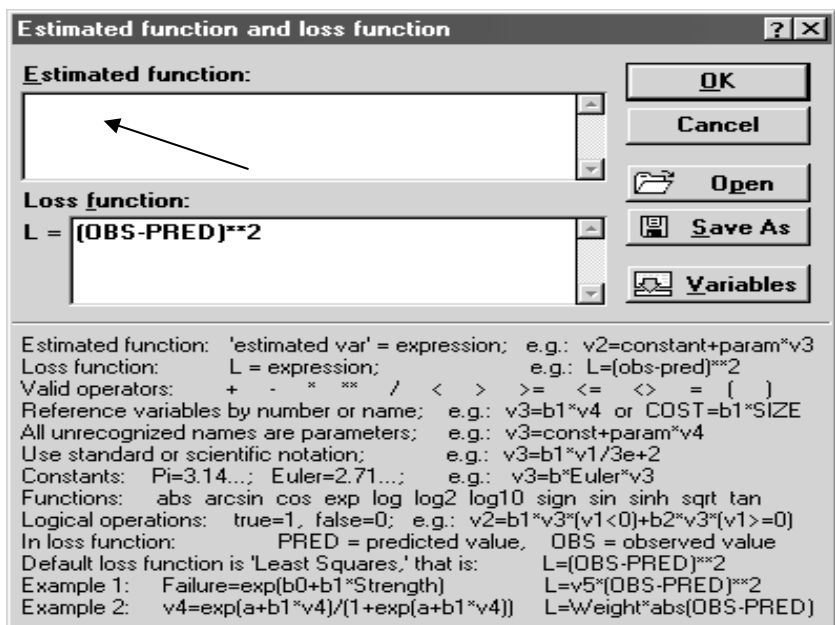 Estimated function and loss function
Estimated function:
OK
Cancel
Open
Loss function:
L = (OBS-PRED)**2
Save As
Variables
Estimated function: 'estimated var' = expression; e.g.: v2=constant+param*v3
Loss function: L = expression; e.g.: L=(obs-pred)**2
Valid operators: + - * ** / < > >= <= <> = ( )
Reference variables by number or name; e.g.: v3=b1*v4 or COST=b1*SIZE
All unrecognized names are parameters; e.g.: v3=const+param*v4
Use standard or scientific notation; e.g.: v3=b1*v1/3e+2
Constants: Pi=3.14...; Euler=2.71...; e.g.: v3=b*Euler*v3
Functions: abs arcsin cos exp log log2 log10 sign sin sinh sqrt tan
Logical operations: true=1, false=0; e.g.: v2=b1*v3*(v1<0)+b2*v3*(v1>=0)
In loss function: PRED = predicted value, OBS = observed value
Default loss function is 'Least Squares,' that is: L=(OBS-PRED)**2
Example 1: Failure=exp(b0+b1*Strength) L=v5*(OBS-PRED)**2
Example 2: v4=exp(a+b1*v4)/(1+exp(a+b1*v4)) L=Weight*abs(OBS-PRED)